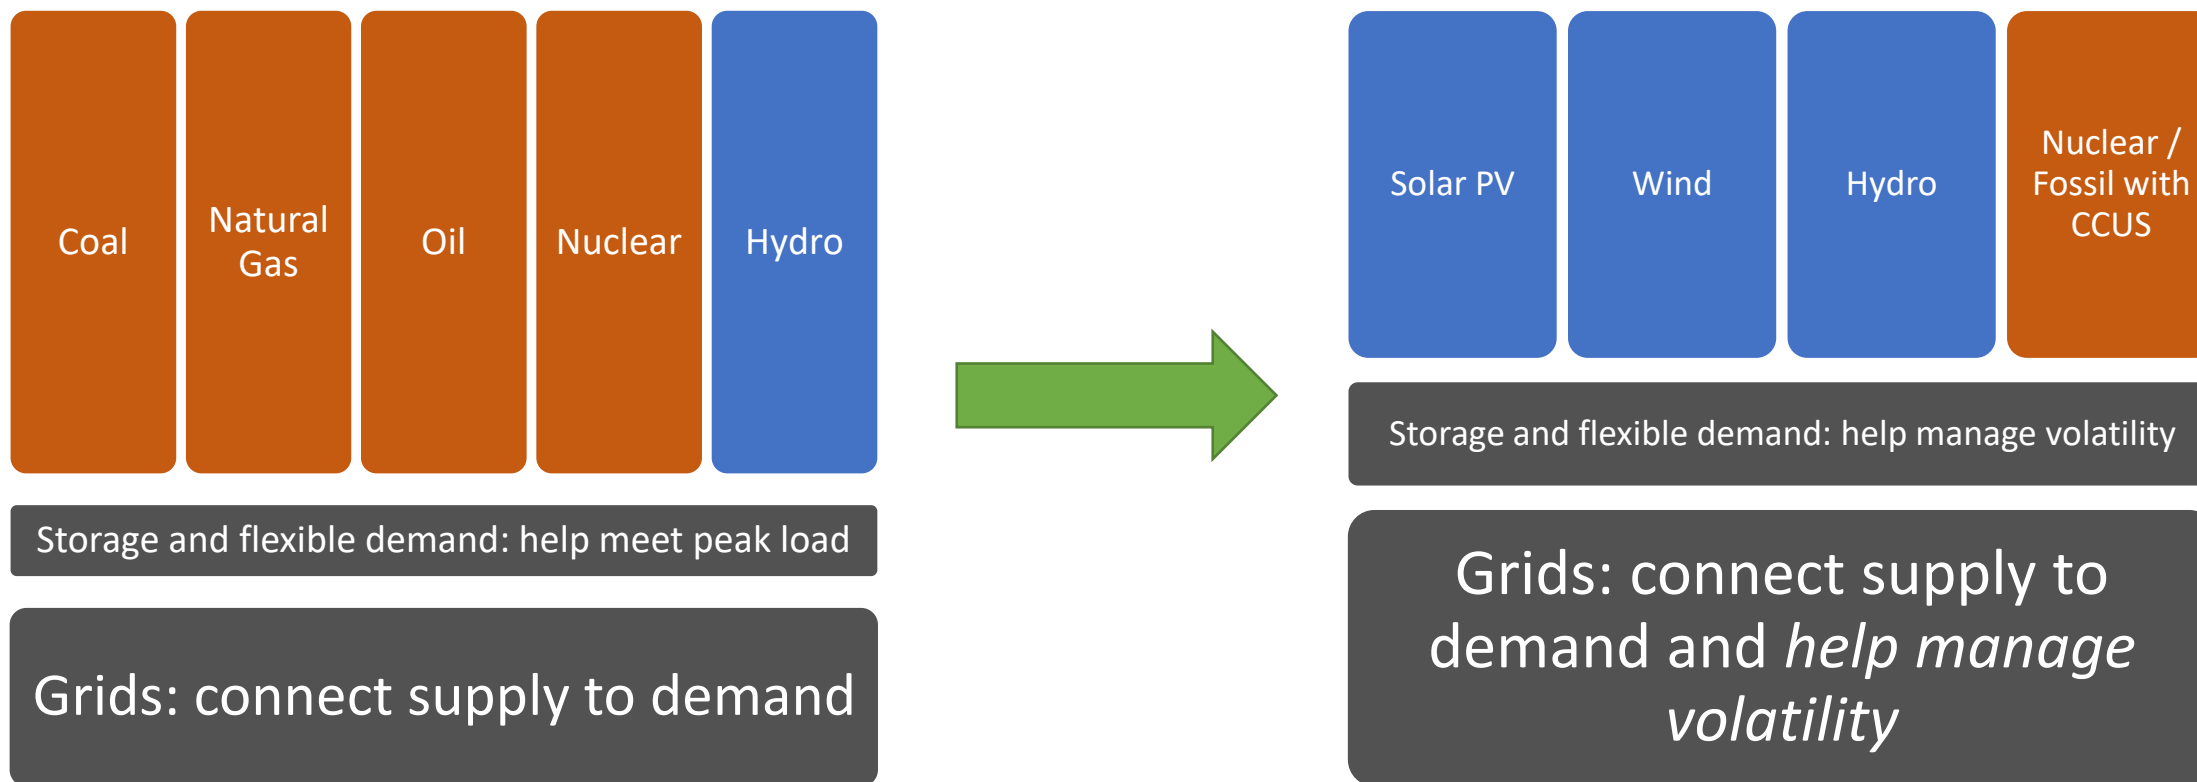 Coal
Natural
Gas
Oil
Nuclear
Hydro
Storage and flexible demand: help meet peak load
Grids: connect supply to demand
Solar PV
Wind
Hydro
Nuclear /
Fossil with
CCUS
Storage and flexible demand: help manage volatility
Grids: connect supply to
demand and help manage
volatility